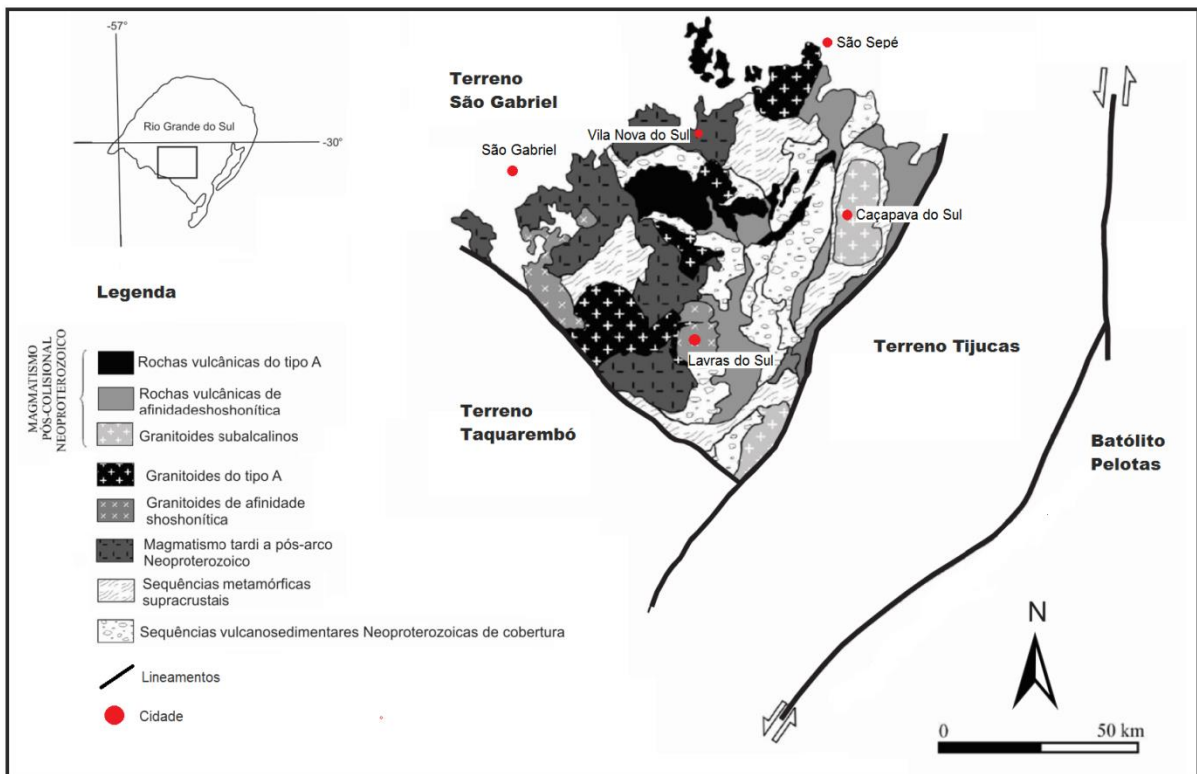 -57°
Rio Grande do Sul
-30°
Terreno
São Gabriel
São Sepé
Vila Nova do Sul
São Gabriel
Caçapava do Sul
Lavras do Sul
Terreno Tijucas
Terreno
Taquarembó
Batólito
Pelotas
Legenda
MAGMATISMO
PÓS-COLISIONAL
NEOPROTEROZOICO
Rochas vulcânicas do tipo A
Rochas vulcânicas de
afinidadeshoshonítica
Granitoides subalcalinos
Granitoides do tipo A
Granitoides de afinidade
shoshonítica
Magmatismo tardi a pós-arco
Neoproterozoico
Sequências metamórficas
supracrustais
Sequências vulcanosedimentares Neoproterozoicas de cobertura
Lineamentos
Cidade
N
0
50 km